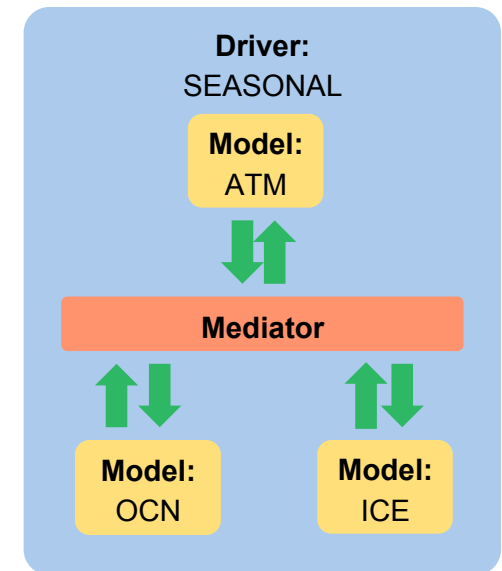 Driver:
SEASONAL
Model:
ATM
Mediator
Model:
OCN
Model:
ICE